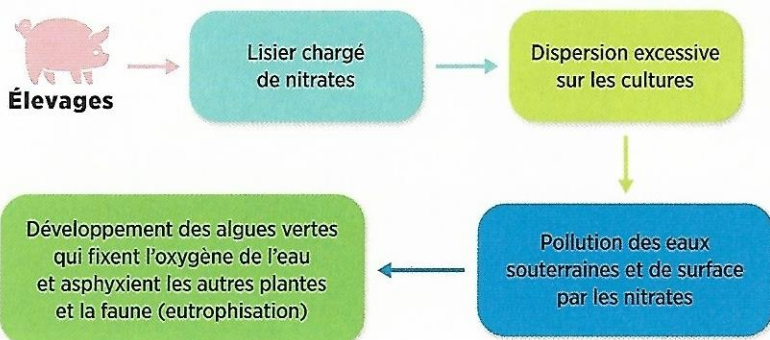 Élevages
Lisier chargé
de nitrates
Dispersion excessive
sur les cultures
Pollution des eaux
souterraines et de surface
par les nitrates
Développement des algues vertes
qui fixent l'oxygène de l'eau
et asphyxient les autres plantes
et la faune (eutrophisation)